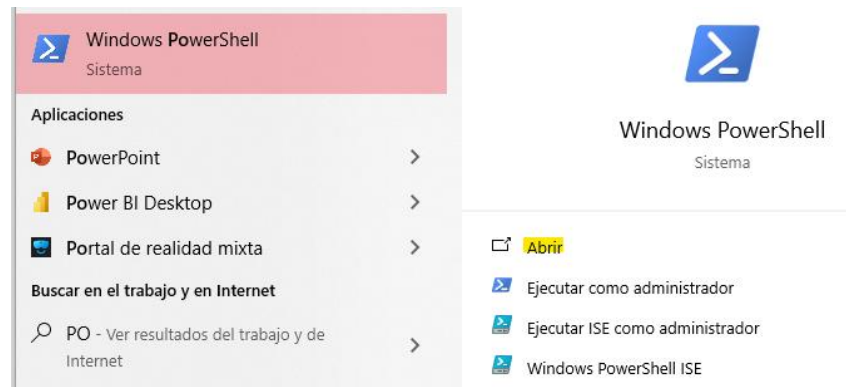 Windows PowerShell
Sistema
Aplicaciones
PowerPoint
Power BI Desktop
Portal de realidad mixta
Buscar en el trabajo y en Internet
PO - Ver resultados del trabajo y de
Internet
Windows PowerShell
Sistema
Abrir
Ejecutar como administrador
Ejecutar ISE como administrador
Windows PowerShell ISE